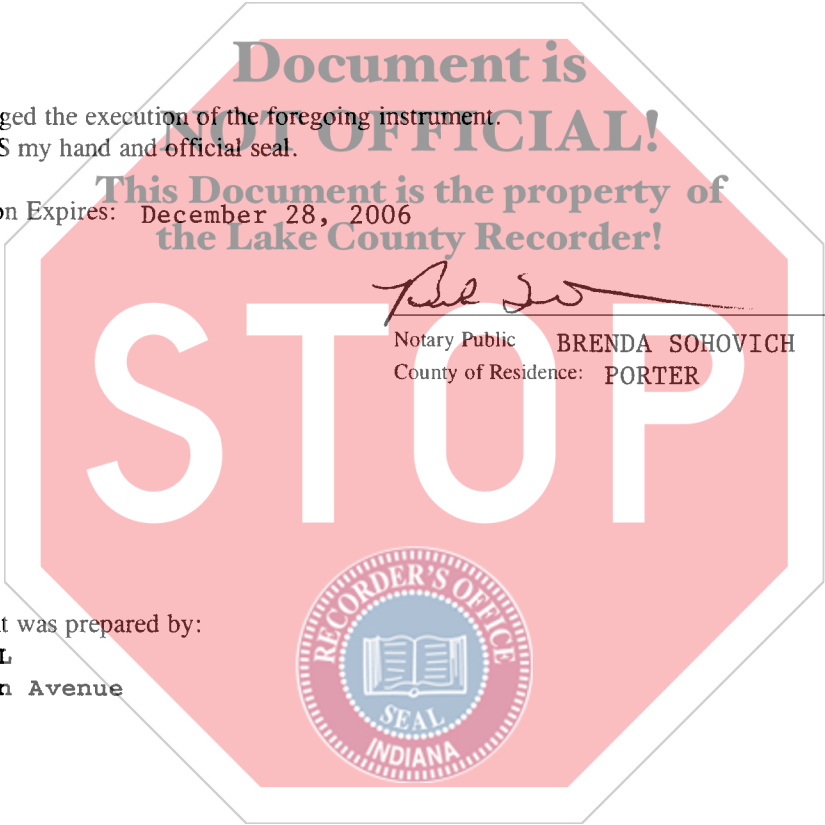 Document is
ged the execution of the foregoing instrument.
NOT OFFICIAL!
S my hand and official seal.
This Document is the property of
on Expires: December 28, 2006
the Lake County Recorder!
Notary Public BRENDA SOHOVICH
County of Residence: PORTER
STOP
RECORDER'S OFFICE
SEAL
INDIANA
t was prepared by:
L
n Avenue